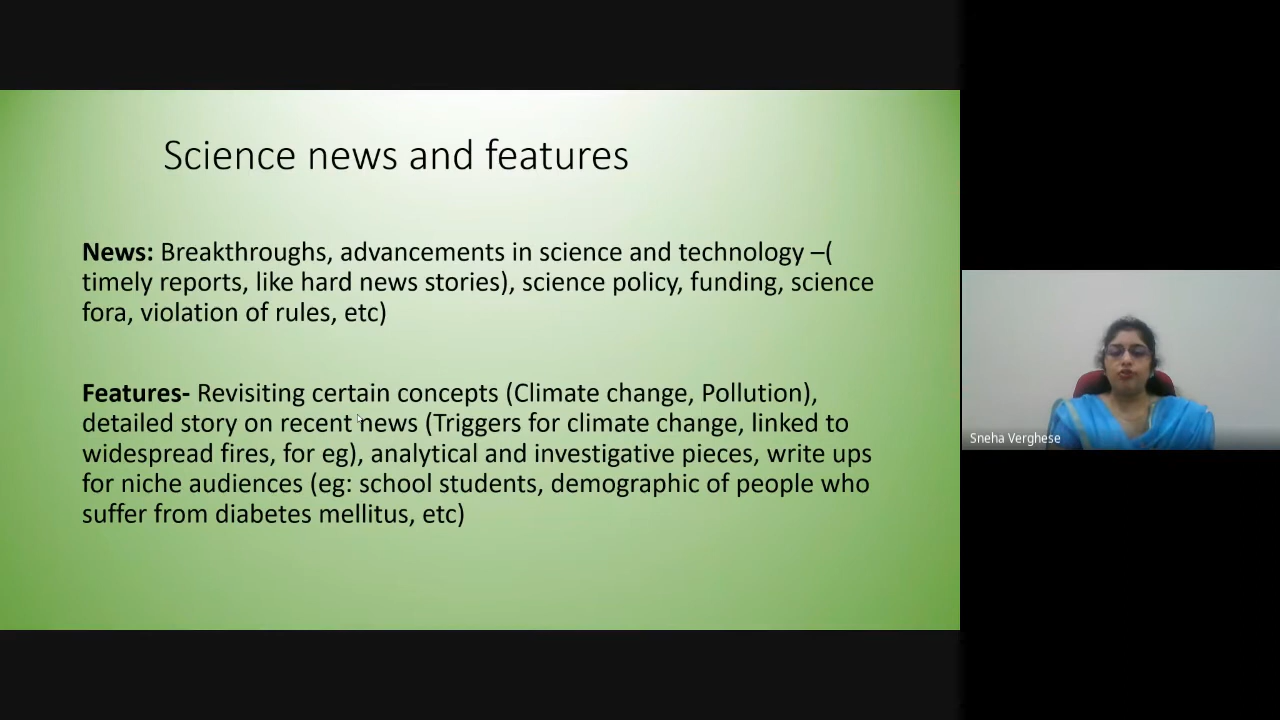 Science news and features
News: Breakthroughs, advancements in science and technology –(
timely reports, like hard news stories), science policy, funding, science
fora, violation of rules, etc)
Features- Revisiting certain concepts (Climate change, Pollution),
detailed story on recent news (Triggers for climate change, linked to
widespread fires, for eg), analytical and investigative pieces, write ups
for niche audiences (eg: school students, demographic of people who
suffer from diabetes mellitus, etc)
Sneha Verghese